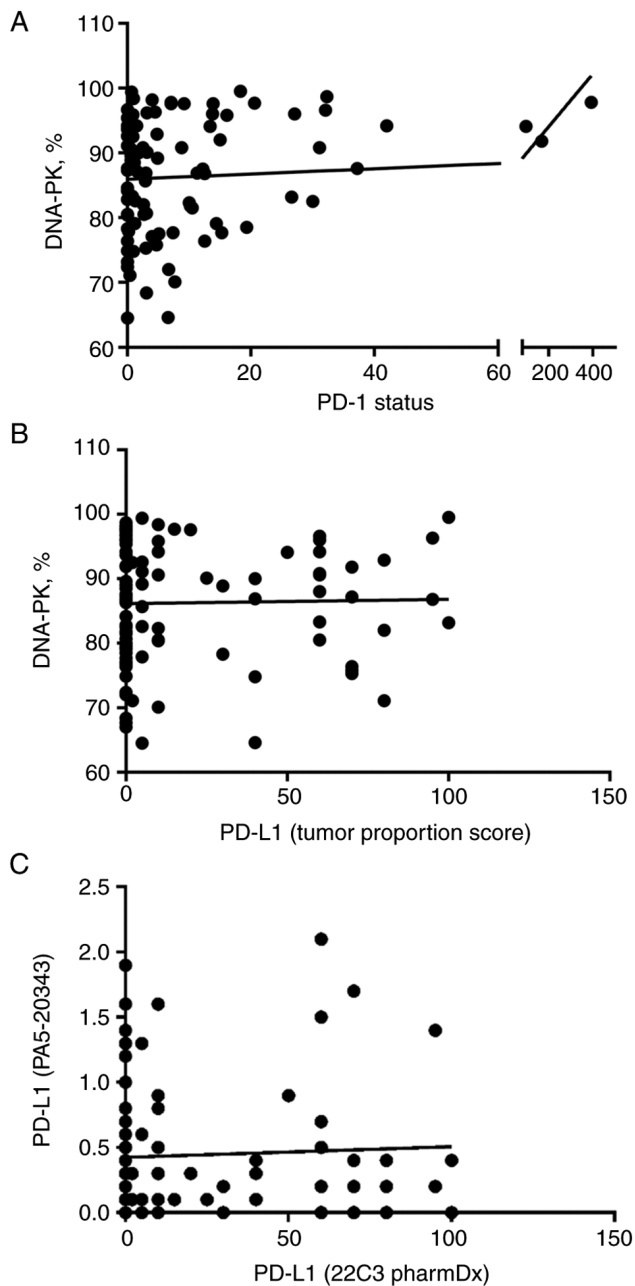 A
110
100
90
80
70
60
DNA-PK, %
0 20 40 60 200 400
PD-1 status
B
110
100
90
80
70
60
DNA-PK, %
0 50 100 150
PD-L1 (tumor proportion score)
C
2.5
2.0
1.5
1.0
0.5
0.0
PD-L1 (PA5-20343)
0 50 100 150
PD-L1 (22C3 pharmDx)